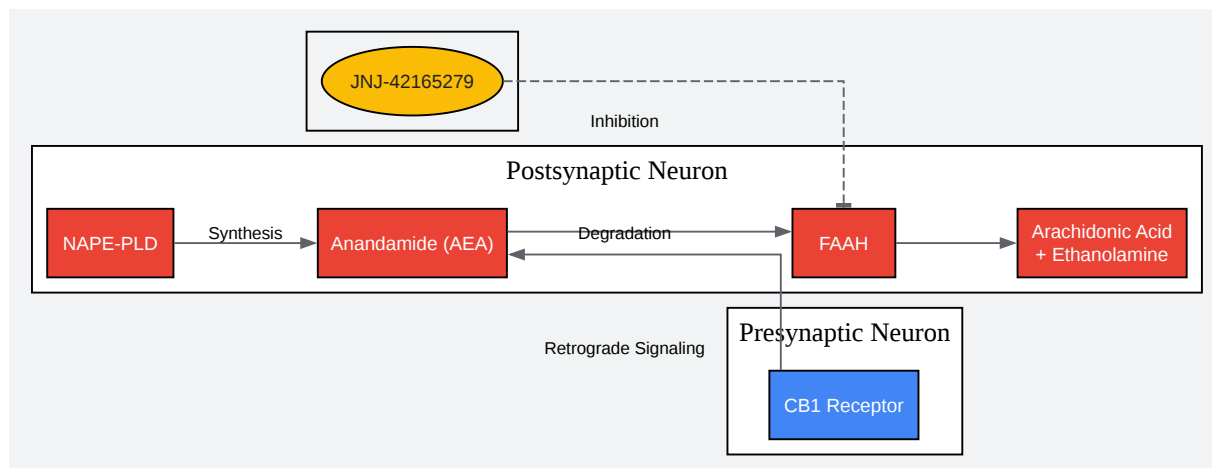 JNJ-42165279
Inhibition
Postsynaptic Neuron
NAPE-PLD
Synthesis
Anandamide (AEA)
Degradation
FAAH
Arachidonic Acid
+ Ethanolamine
Retrograde Signaling
Presynaptic Neuron
CB1 Receptor